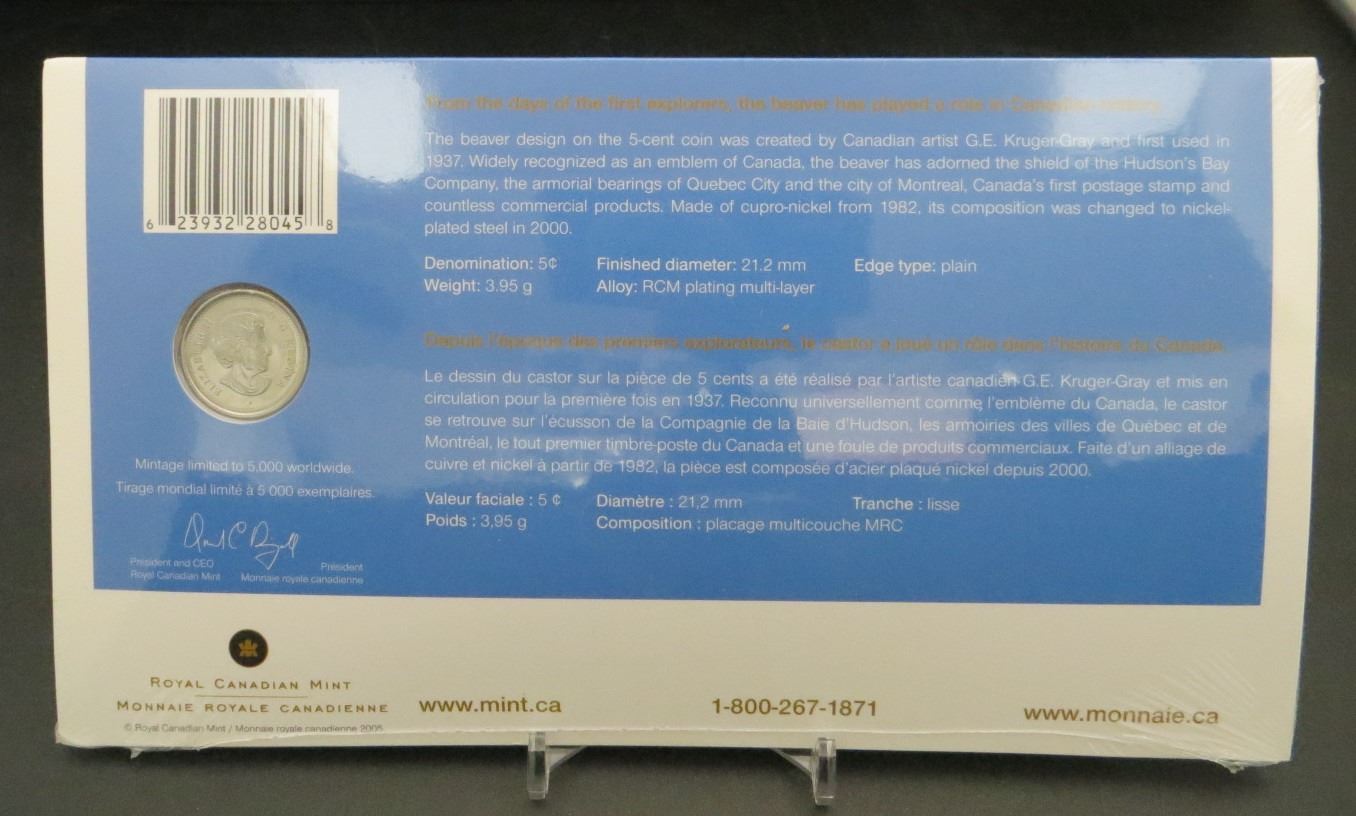 From the days of the first explorers, the beaver has played a role in Canadian history.
The beaver design on the 5-cent coin was created by Canadian artist G.E. Kruger-Gray and first used in
1937. Widely recognized as an emblem of Canada, the beaver has adorned the shield of the Hudson's Bay
Company, the armorial bearings of Quebec City and the city of Montreal, Canada's first postage stamp and
countless commercial products. Made of cupro-nickel from 1982, its composition was changed to nickel-
plated steel in 2000.
Denomination: 5¢ Finished diameter: 21.2 mm Edge type: plain
Weight: 3.95 g Alloy: RCM plating multi-layer
Depuis l'époque des premiers explorateurs, le castor a joué un rôle dans l'histoire du Canada.
Le dessin du castor sur la pièce de 5 cents a été réalisé par l'artiste canadien G.E. Kruger-Gray et mis en
circulation pour la première fois en 1937. Reconnu universellement comme l'emblème du Canada, le castor
se retrouve sur l'écusson de la Compagnie de la Baie d'Hudson, les armoiries des villes de Québec et de
Montréal, le tout premier timbre-poste du Canada et une foule de produits commerciaux. Faite d'un alliage de
cuivre et nickel à partir de 1982, la pièce est composée d'acier plaqué nickel depuis 2000.
Valeur faciale : 5 ¢ Diamètre : 21,2 mm Tranche : lisse
Poids : 3,95 g Composition : placage multicouche MRC
6 23932 28045 8
ELIZABETH II
Mintage limited to 5,000 worldwide.
Tirage mondial limité à 5 000 exemplaires.
President and CEO Président
Royal Canadian Mint Monnaie royale canadienne
ROYAL CANADIAN MINT
MONNAIE ROYALE CANADIENNE
© Royal Canadian Mint / Monnaie royale canadienne 2005
www.mint.ca 1-800-267-1871 www.monnaie.ca